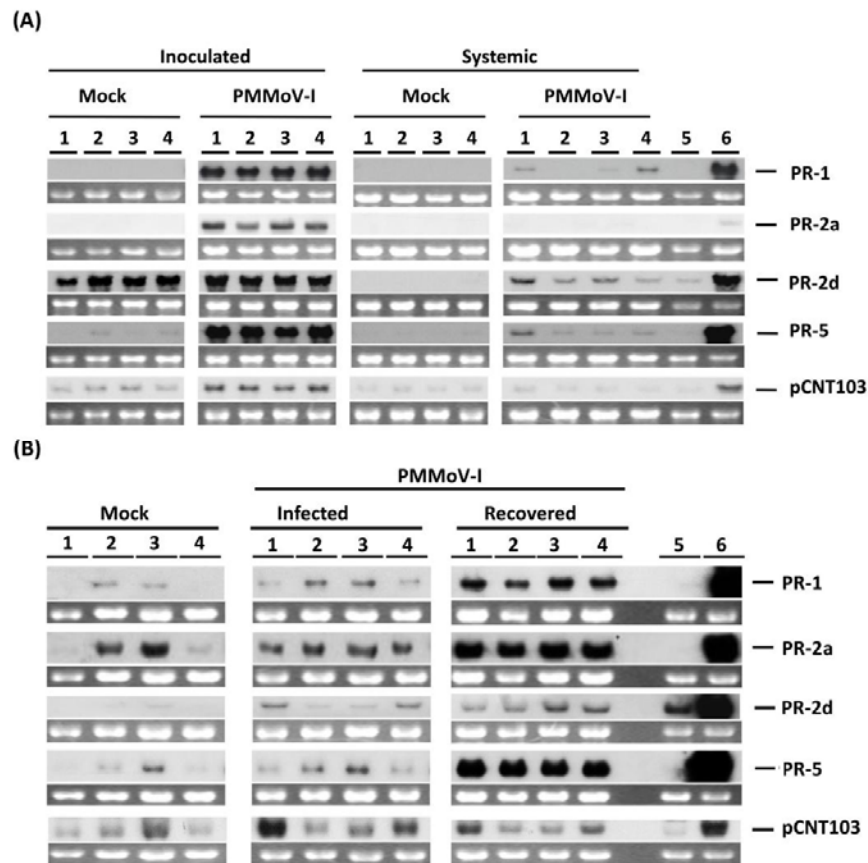 (A)
Inoculated Systemic
Mock PMMoV-I Mock PMMoV-I
1 2 3 4 1 2 3 4 1 2 3 4 1 2 3 4 5 6
PR-1
PR-2a
PR-2d
PR-5
pCNT103
(B)
PMMoV-I
Mock Infected Recovered
1 2 3 4 1 2 3 4 1 2 3 4 5 6
PR-1
PR-2a
PR-2d
PR-5
pCNT103